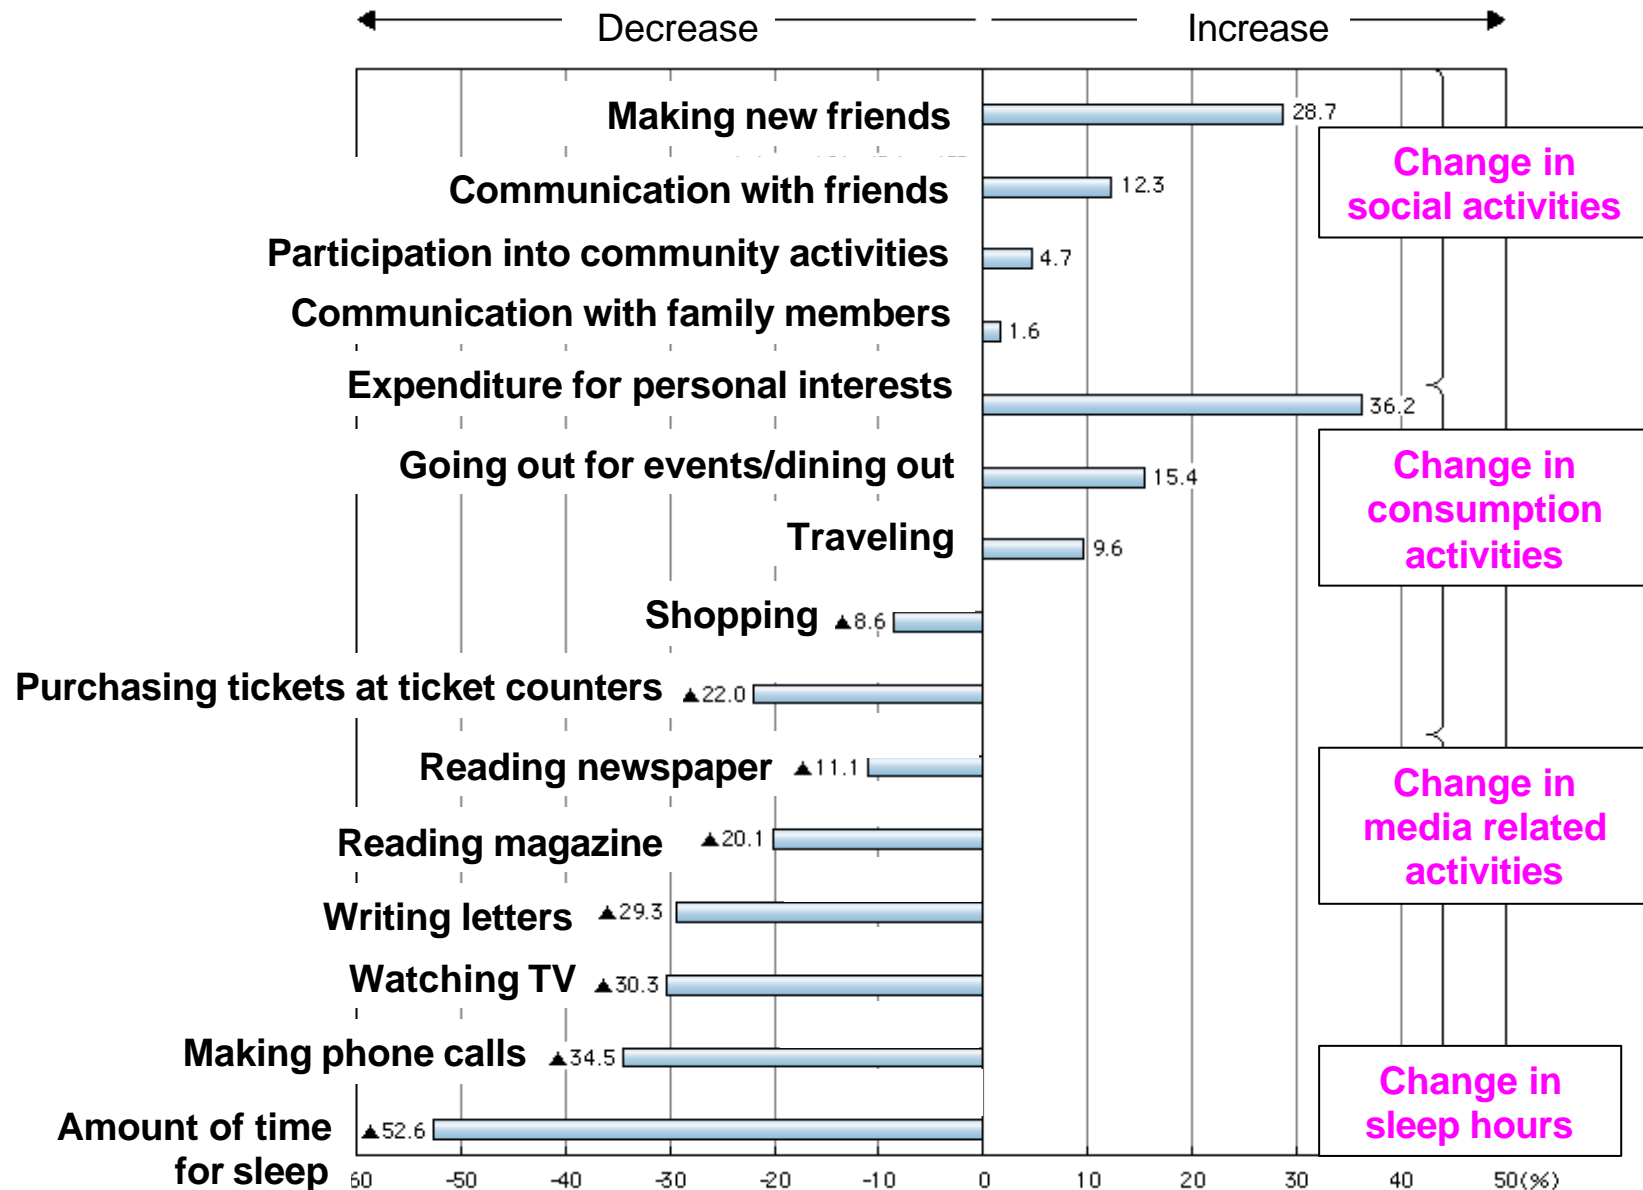 Decrease Increase
Making new friends 28.7
Change in
social activities
Communication with friends 12.3
Participation into community activities 4.7
Communication with family members 1.6
Expenditure for personal interests 36.2
Going out for events/dining out 15.4
Change in
consumption
activities
Traveling 9.6
Shopping ▲8.6
Purchasing tickets at ticket counters ▲22.0
Reading newspaper ▲11.1
Change in
media related
activities
Reading magazine ▲20.1
Writing letters ▲29.3
Watching TV ▲30.3
Making phone calls ▲34.5
Change in
sleep hours
Amount of time
for sleep ▲52.6
60 -50 -40 -30 -20 -10 0 10 20 30 40 50(%)